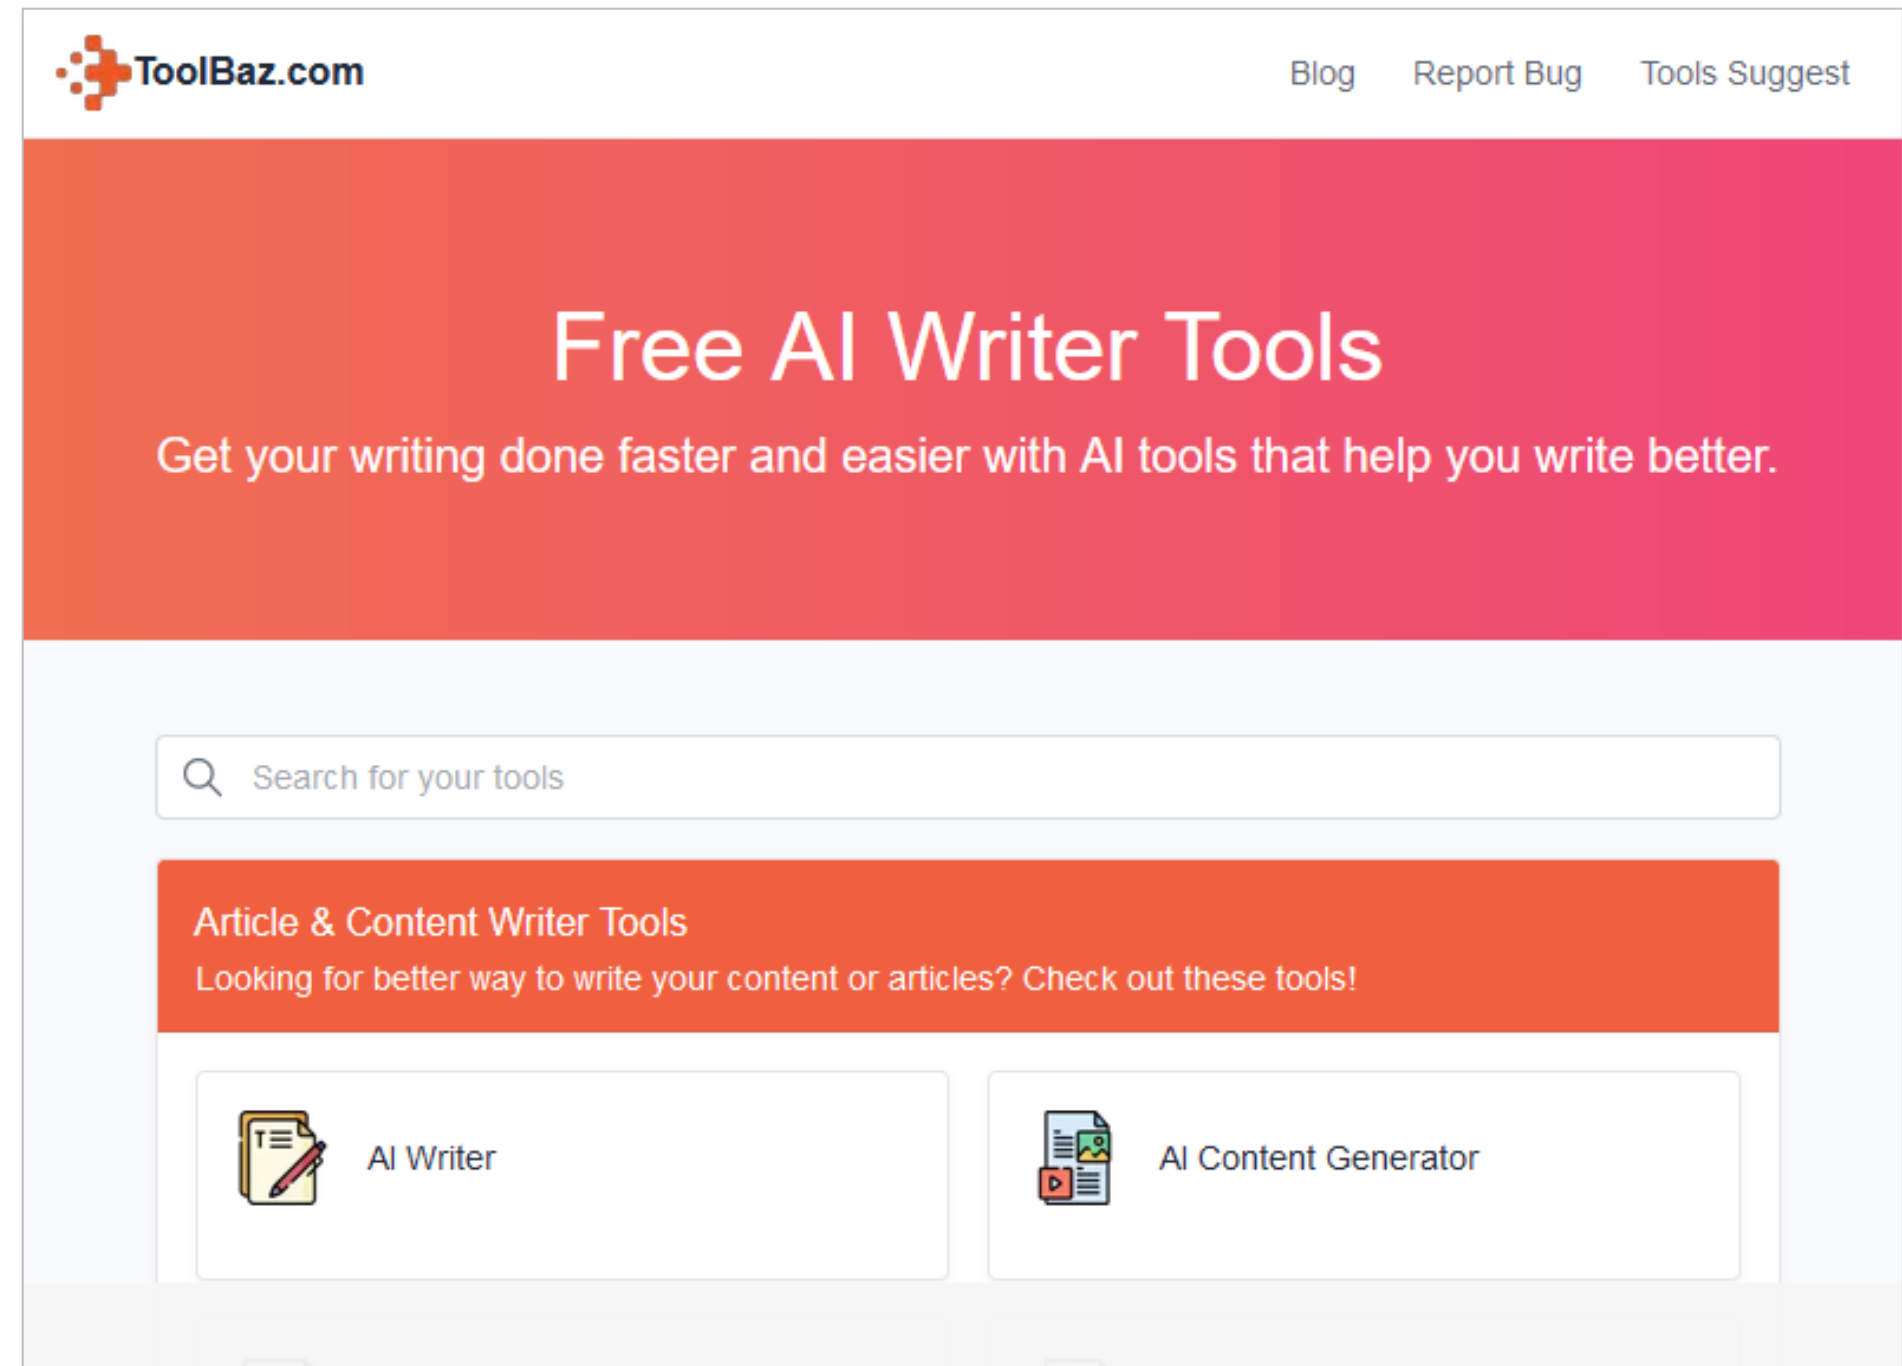 ToolBaz.com
Blog Report Bug Tools Suggest
Free AI Writer Tools
Get your writing done faster and easier with AI tools that help you write better.
Search for your tools
Article & Content Writer Tools
Looking for better way to write your content or articles? Check out these tools!
AI Writer
AI Content Generator